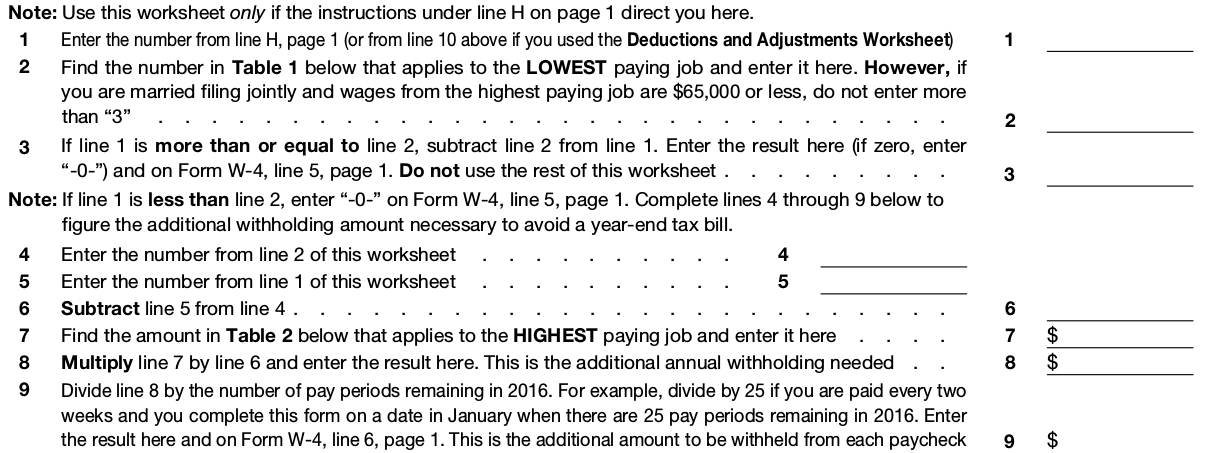 Note: Use this worksheet only if the instructions under line H on page 1 direct you here.
1 Enter the number from line H, page 1 (or from line 10 above if you used the Deductions and Adjustments Worksheet) 1
2 Find the number in Table 1 below that applies to the LOWEST paying job and enter it here. However, if
you are married filing jointly and wages from the highest paying job are $65,000 or less, do not enter more
than “3” . . . . . . . . . . . . . . . . . . . . . . . . . . . . . . 2
3 If line 1 is more than or equal to line 2, subtract line 2 from line 1. Enter the result here (if zero, enter
“-0-”) and on Form W-4, line 5, page 1. Do not use the rest of this worksheet . . . . . . . . . 3
Note: If line 1 is less than line 2, enter “-0-” on Form W-4, line 5, page 1. Complete lines 4 through 9 below to
figure the additional withholding amount necessary to avoid a year-end tax bill.
4 Enter the number from line 2 of this worksheet . . . . . . . . . . 4
5 Enter the number from line 1 of this worksheet . . . . . . . . . . 5
6 Subtract line 5 from line 4 . . . . . . . . . . . . . . . . . . . . . . . . . 6
7 Find the amount in Table 2 below that applies to the HIGHEST paying job and enter it here . . . . 7 $
8 Multiply line 7 by line 6 and enter the result here. This is the additional annual withholding needed . . 8 $
9 Divide line 8 by the number of pay periods remaining in 2016. For example, divide by 25 if you are paid every two
weeks and you complete this form on a date in January when there are 25 pay periods remaining in 2016. Enter
the result here and on Form W-4, line 6, page 1. This is the additional amount to be withheld from each paycheck 9 $